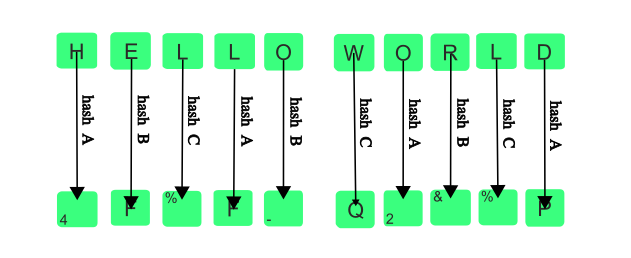 H E L L O W O R L D
hash A hash B hash C hash A hash B hash C hash A hash B hash C hash A
4 F % F - Q 2 & % P